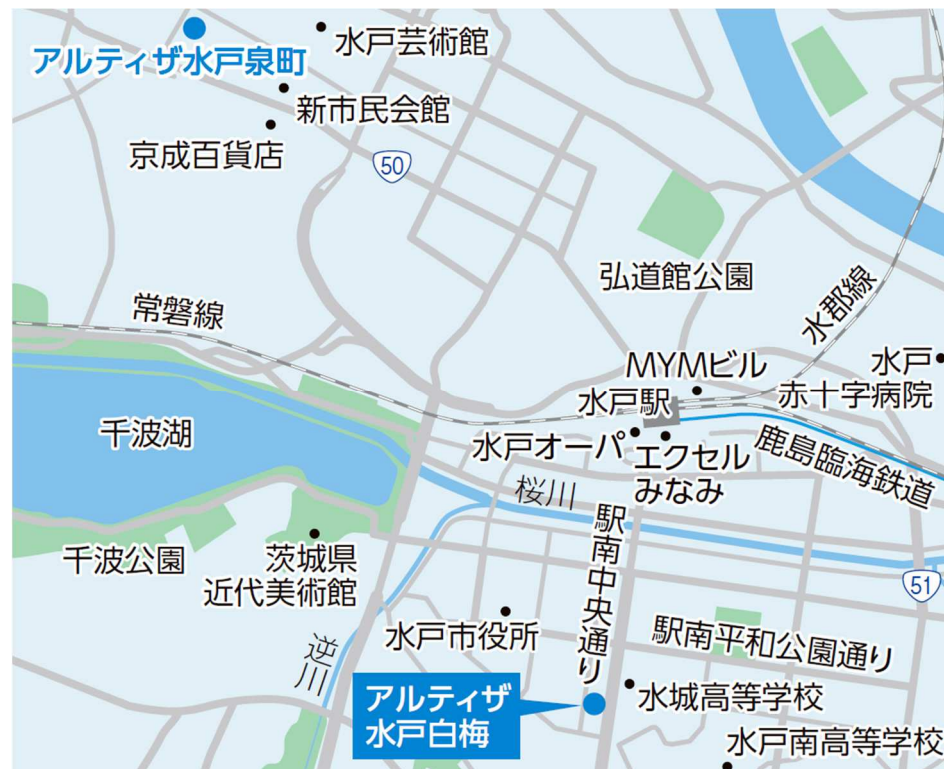 水戸芸術館
アルティザ水戸泉町
新市民会館
京成百貨店
50
弘道館公園
常磐線
水郡線
MYMビル
水戸
赤十字病院
水戸駅
千波湖
水戸オーパ
エクセル
みなみ
鹿島臨海鉄道
桜川
駅南中央通り
千波公園
茨城県
近代美術館
51
水戸市役所
駅南平和公園通り
逆川
アルティザ
水戸白梅
水城高等学校
水戸南高等学校